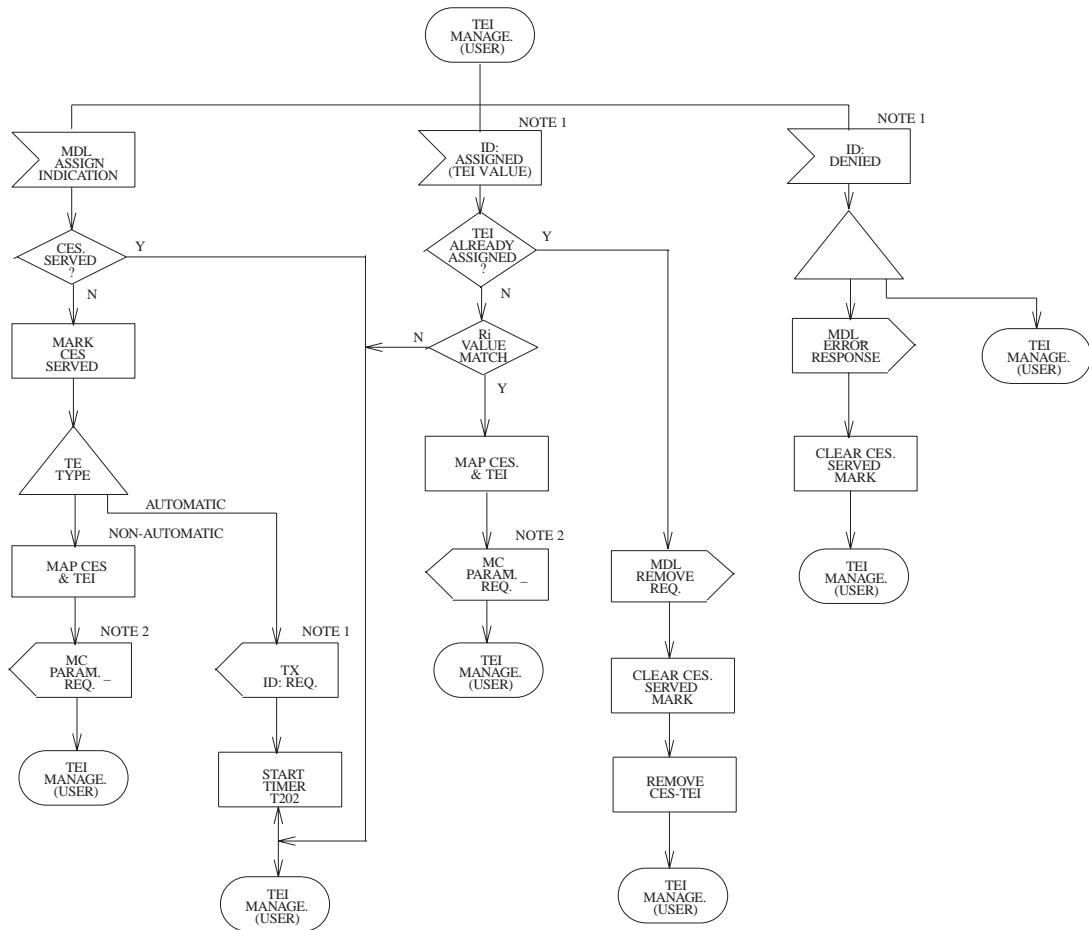 TEI
MANAGE.
(USER)
NOTE 1
NOTE 1
MDL
ASSIGN
INDICATION
ID:
ASSIGNED
(TEI VALUE)
ID:
DENIED
CES.
SERVED
?
Y
N
TEI
ALREADY
ASSIGNED
?
Y
N
MARK
CES
SERVED
N
Ri
VALUE
MATCH
Y
MDL_
ERROR
RESPONSE
TEI
MANAGE.
(USER)
TE
TYPE
AUTOMATIC
NON-AUTOMATIC
MAP CES.
& TEI
CLEAR CES.
SERVED
MARK
MAP CES
& TEI
NOTE 2
MC_
PARAM._
REQ.
MDL
REMOVE
REQ.
TEI
MANAGE.
(USER)
NOTE 2
MC_
PARAM._
REQ.
NOTE 1
TX
ID: REQ.
TEI
MANAGE.
(USER)
CLEAR CES.
SERVED
MARK
TEI
MANAGE.
(USER)
START
TIMER
T202
REMOVE
CES-TEI
TEI
MANAGE.
(USER)
TEI
MANAGE.
(USER)